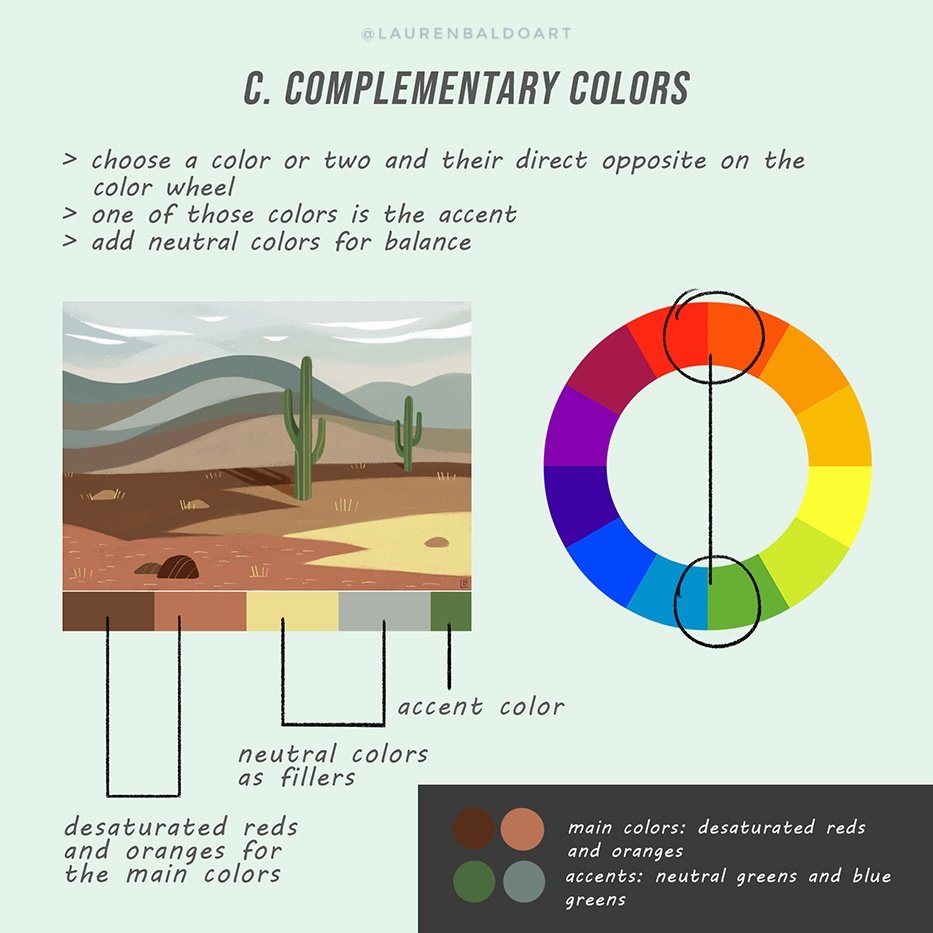 @LAURENBALDOART
C. COMPLEMENTARY COLORS
> choose a color or two and their direct opposite on the
color wheel
> one of those colors is the accent
> add neutral colors for balance
accent color
neutral colors
as fillers
desaturated reds
and oranges for
the main colors
main colors: desaturated reds
and oranges
accents: neutral greens and blue
greens